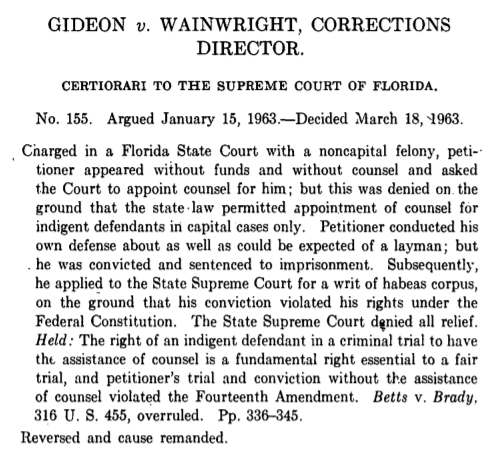 GIDEON v. WAINWRIGHT, CORRECTIONS
DIRECTOR.
CERTIORARI TO THE SUPREME COURT OF FLORIDA.
No. 155. Argued January 15, 1963.—Decided March 18, 1963.
Charged in a Florida State Court with a noncapital felony, peti-
tioner appeared without funds and without counsel and asked
the Court to appoint counsel for him; but this was denied on the
ground that the state law permitted appointment of counsel for
indigent defendants in capital cases only. Petitioner conducted his
own defense about as well as could be expected of a layman; but
he was convicted and sentenced to imprisonment. Subsequently,
he applied to the State Supreme Court for a writ of habeas corpus,
on the ground that his conviction violated his rights under the
Federal Constitution. The State Supreme Court denied all relief.
Held: The right of an indigent defendant in a criminal trial to have
the assistance of counsel is a fundamental right essential to a fair
trial, and petitioner's trial and conviction without the assistance
of counsel violated the Fourteenth Amendment. Betts v. Brady,
316 U. S. 455, overruled. Pp. 336–345.
Reversed and cause remanded.